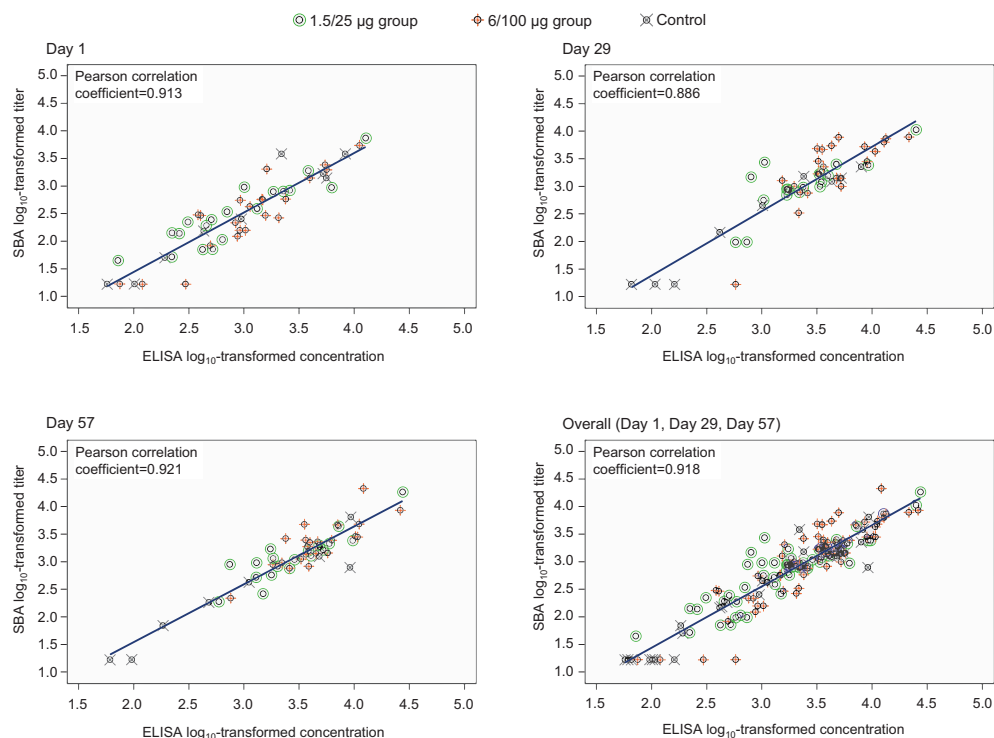 1.5/25 µg group 6/100 µg group Control
Day 1
Pearson correlation
coefficient=0.913
SBA log₁₀-transformed titer
5.0
4.5
4.0
3.5
3.0
2.5
2.0
1.5
1.0
1.5 2.0 2.5 3.0 3.5 4.0 4.5 5.0
ELISA log₁₀-transformed concentration
Day 29
Pearson correlation
coefficient=0.886
SBA log₁₀-transformed titer
5.0
4.5
4.0
3.5
3.0
2.5
2.0
1.5
1.0
1.5 2.0 2.5 3.0 3.5 4.0 4.5 5.0
ELISA log₁₀-transformed concentration
Day 57
Pearson correlation
coefficient=0.921
SBA log₁₀-transformed titer
5.0
4.5
4.0
3.5
3.0
2.5
2.0
1.5
1.0
1.5 2.0 2.5 3.0 3.5 4.0 4.5 5.0
ELISA log₁₀-transformed concentration
Overall (Day 1, Day 29, Day 57)
Pearson correlation
coefficient=0.918
SBA log₁₀-transformed titer
5.0
4.5
4.0
3.5
3.0
2.5
2.0
1.5
1.0
1.5 2.0 2.5 3.0 3.5 4.0 4.5 5.0
ELISA log₁₀-transformed concentration